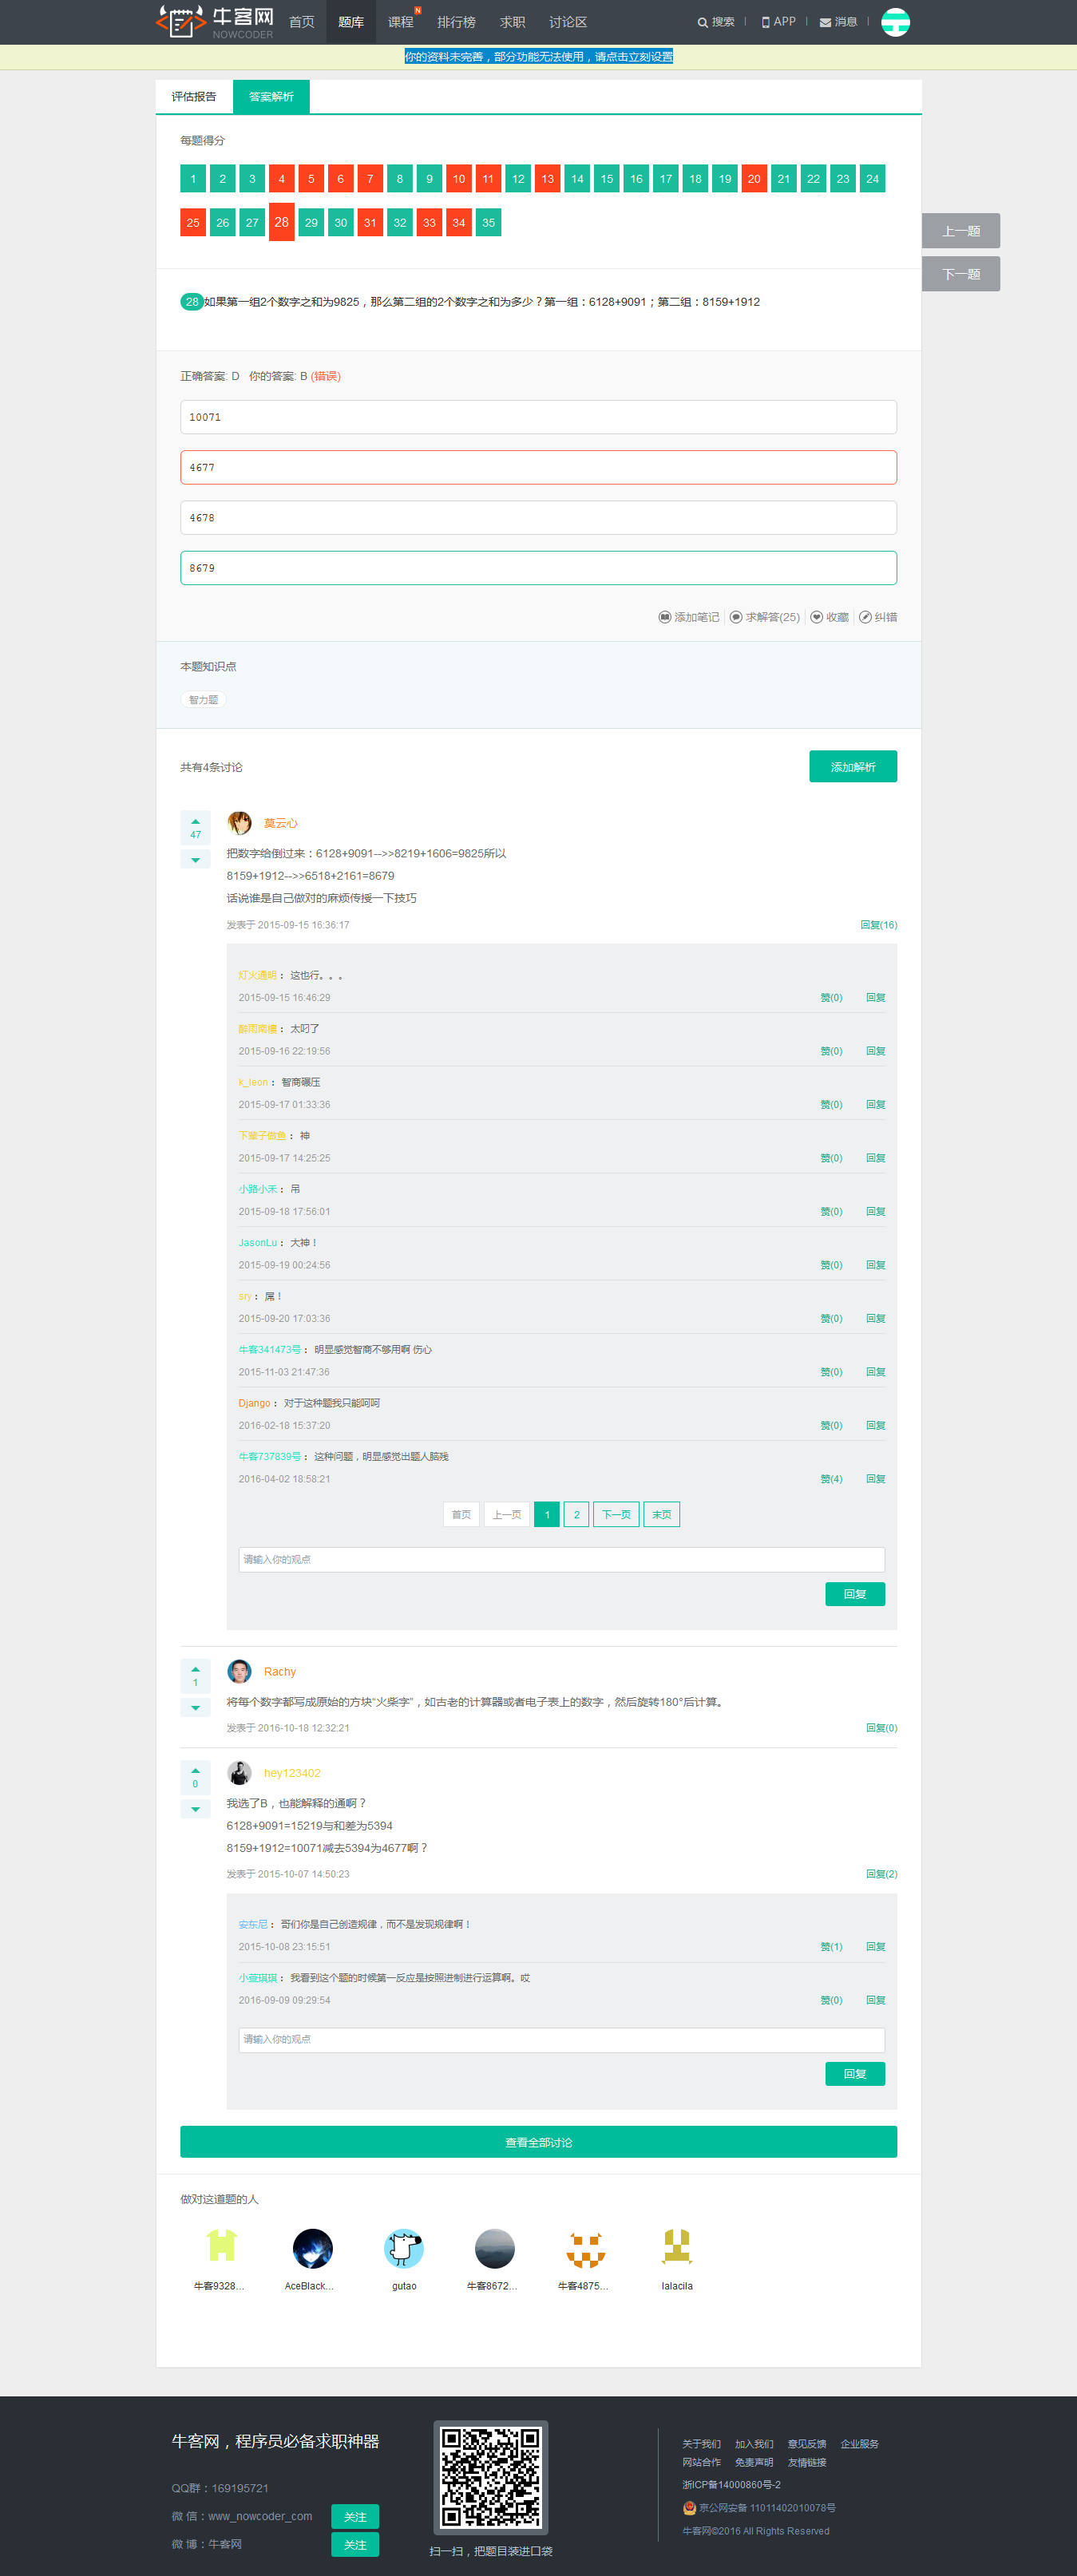 牛客网 NOWCODER 首页 题库 课程 N 排行榜 求职 讨论区 搜索 APP 消息
你的资料未完善，部分功能无法使用，请点击立刻设置
评估报告 答案解析
每题得分
1 2 3 4 5 6 7 8 9 10 11 12 13 14 15 16 17 18 19 20 21 22 23 24
25 26 27 28 29 30 31 32 33 34 35
上一题
下一题
28 如果第一组2个数字之和为9825，那么第二组的2个数字之和为多少？第一组：6128+9091；第二组：8159+1912
正确答案: D 你的答案: B (错误)
10071
4677
4678
8679
添加笔记 求解答(25) 收藏 纠错
本题知识点
智力题
共有4条讨论 添加解析
47
莫云心
把数字给倒过来：6128+9091-->>8219+1606=9825所以
8159+1912-->>6518+2161=8679
话说谁是自己做对的麻烦传授一下技巧
发表于 2015-09-15 16:36:17 回复(16)
灯火通明： 这也行。。。
2015-09-15 16:46:29 赞(0) 回复
醉雨南樯： 太叼了
2015-09-16 22:19:56 赞(0) 回复
k_leon： 智商碾压
2015-09-17 01:33:36 赞(0) 回复
下辈子做鱼： 神
2015-09-17 14:25:25 赞(0) 回复
小路小禾： 吊
2015-09-18 17:56:01 赞(0) 回复
JasonLu： 大神！
2015-09-19 00:24:56 赞(0) 回复
sry： 屌！
2015-09-20 17:03:36 赞(0) 回复
牛客341473号： 明显感觉智商不够用啊 伤心
2015-11-03 21:47:36 赞(0) 回复
Django： 对于这种题我只能呵呵
2016-02-18 15:37:20 赞(0) 回复
牛客737839号： 这种问题，明显感觉出题人脑残
2016-04-02 18:58:21 赞(4) 回复
首页 上一页 1 2 下一页 末页
请输入你的观点
回复
1
Rachy
将每个数字都写成原始的方块“火柴字”，如古老的计算器或者电子表上的数字，然后旋转180°后计算。
发表于 2016-10-18 12:32:21 回复(0)
0
hey123402
我选了B，也能解释的通啊？
6128+9091=15219与和差为5394
8159+1912=10071减去5394为4677啊？
发表于 2015-10-07 14:50:23 回复(2)
安东尼： 哥们你是自己创造规律，而不是发现规律啊！
2015-10-08 23:15:51 赞(1) 回复
小萱琪琪： 我看到这个题的时候第一反应是按照进制进行运算啊。哎
2016-09-09 09:29:54 赞(0) 回复
请输入你的观点
回复
查看全部讨论
做对这道题的人
牛客9328... AceBlack... gutao 牛客8672... 牛客4875... lalacila
牛客网，程序员必备求职神器
QQ群：169195721
微 信：www_nowcoder_com 关注
微 博：牛客网 关注
扫一扫，把题目装进口袋
关于我们 加入我们 意见反馈 企业服务
网站合作 免责声明 友情链接
浙ICP备14000860号-2
京公网安备 11011402010078号
牛客网©2016 All Rights Reserved